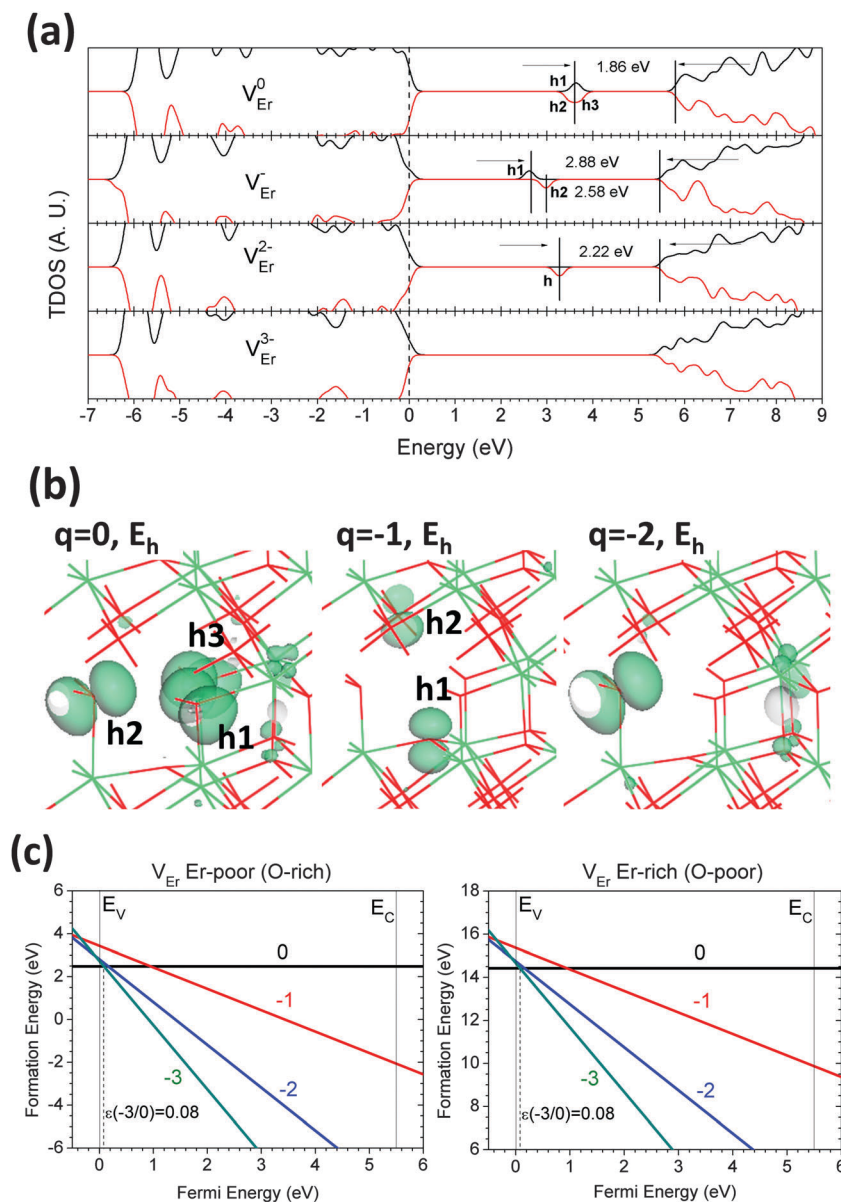 (a)
1.86 eV
h1
h2
h3
V⁰Er
2.88 eV
h1
h2
2.58 eV
V⁻Er
2.22 eV
h
V²⁻Er
V³⁻Er
TDOS (A. U.)
-7 -6 -5 -4 -3 -2 -1 0 1 2 3 4 5 6 7 8 9
Energy (eV)
(b)
q=0, Eh
q=-1, Eh
q=-2, Eh
h3
h2
h1
h2
h1
(c)
VEr Er-poor (O-rich)
EV
EC
0
-1
-2
-3
ε(-3/0)=0.08
6
4
2
0
-2
-4
-6
Formation Energy (eV)
0 1 2 3 4 5 6
Fermi Energy (eV)
VEr Er-rich (O-poor)
EV
EC
0
-1
-2
-3
ε(-3/0)=0.08
18
16
14
12
10
8
6
Formation Energy (eV)
0 1 2 3 4 5 6
Fermi Energy (eV)